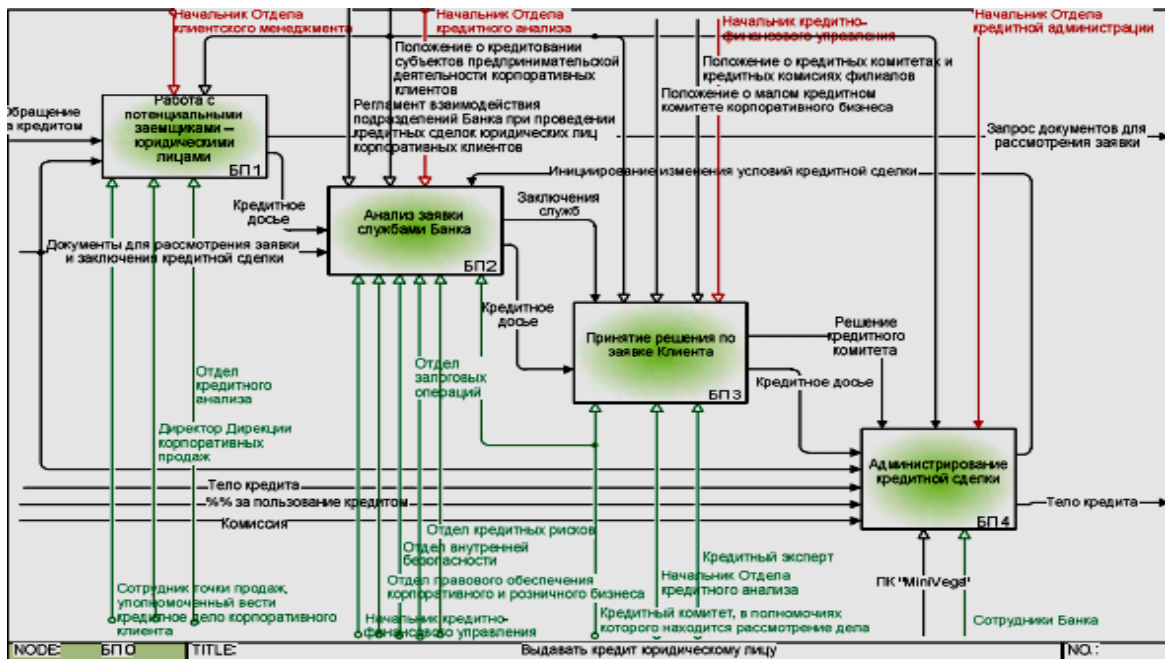 Начальник Отдела
клиентского менеджмента
Начальник Отдела
кредитного анализа
Начальник кредитно-
финансового управления
Начальник Отдела
кредитной администрации
Положение о кредитовании
субъектов предпринимательской
деятельности корпоративных
клиентов
Регламент взаимодействия
подразделений Банка при проведении
кредитных сделок юридических лиц
корпоративных клиентов
Положение о кредитных комитетах и
кредитных комисиях филиалов
Положение о малом кредитном
комитете корпоративного бизнеса
Обращение
за кредитом
Работа с
потенциальными
заемщиками –
юридическими
лицами
БП1
Запрос документов для
рассмотрения заявки
Инициирование изменения условий кредитной сделки
Кредитное
досье
Анализ заявки
службами Банка
БП2
Заключения
служб
Документы для рассмотрения заявки
и заключения кредитной сделки
Кредитное
досье
Принятие решения по
заявке Клиента
БП3
Решение
кредитного
комитета
Кредитное досье
Отдел
кредитного
анализа
Отдел
залоговых
операций
Директор Дирекции
корпоративных
продаж
Администрирование
кредитной сделки
БП4
Тело кредита
%% за пользование кредитом
Комиссия
Тело кредита
Отдел кредитных рисков
Отдел внутренней
безопасности
Отдел правового обеспечения
корпоративного и розничного бизнеса
Начальник кредитно-
финансового управления
Сотрудник точки продаж,
уполномоченный вести
кредитное дело корпоративного
клиента
Кредитный эксперт
Начальник Отдела
кредитного анализа
Кредитный комитет, в полномочиях
которого находится рассмотрение дела
ПК "MiniVega"
Сотрудники Банка
NODE: БП0 TITLE: Выдавать кредит юридическому лицу NO.: